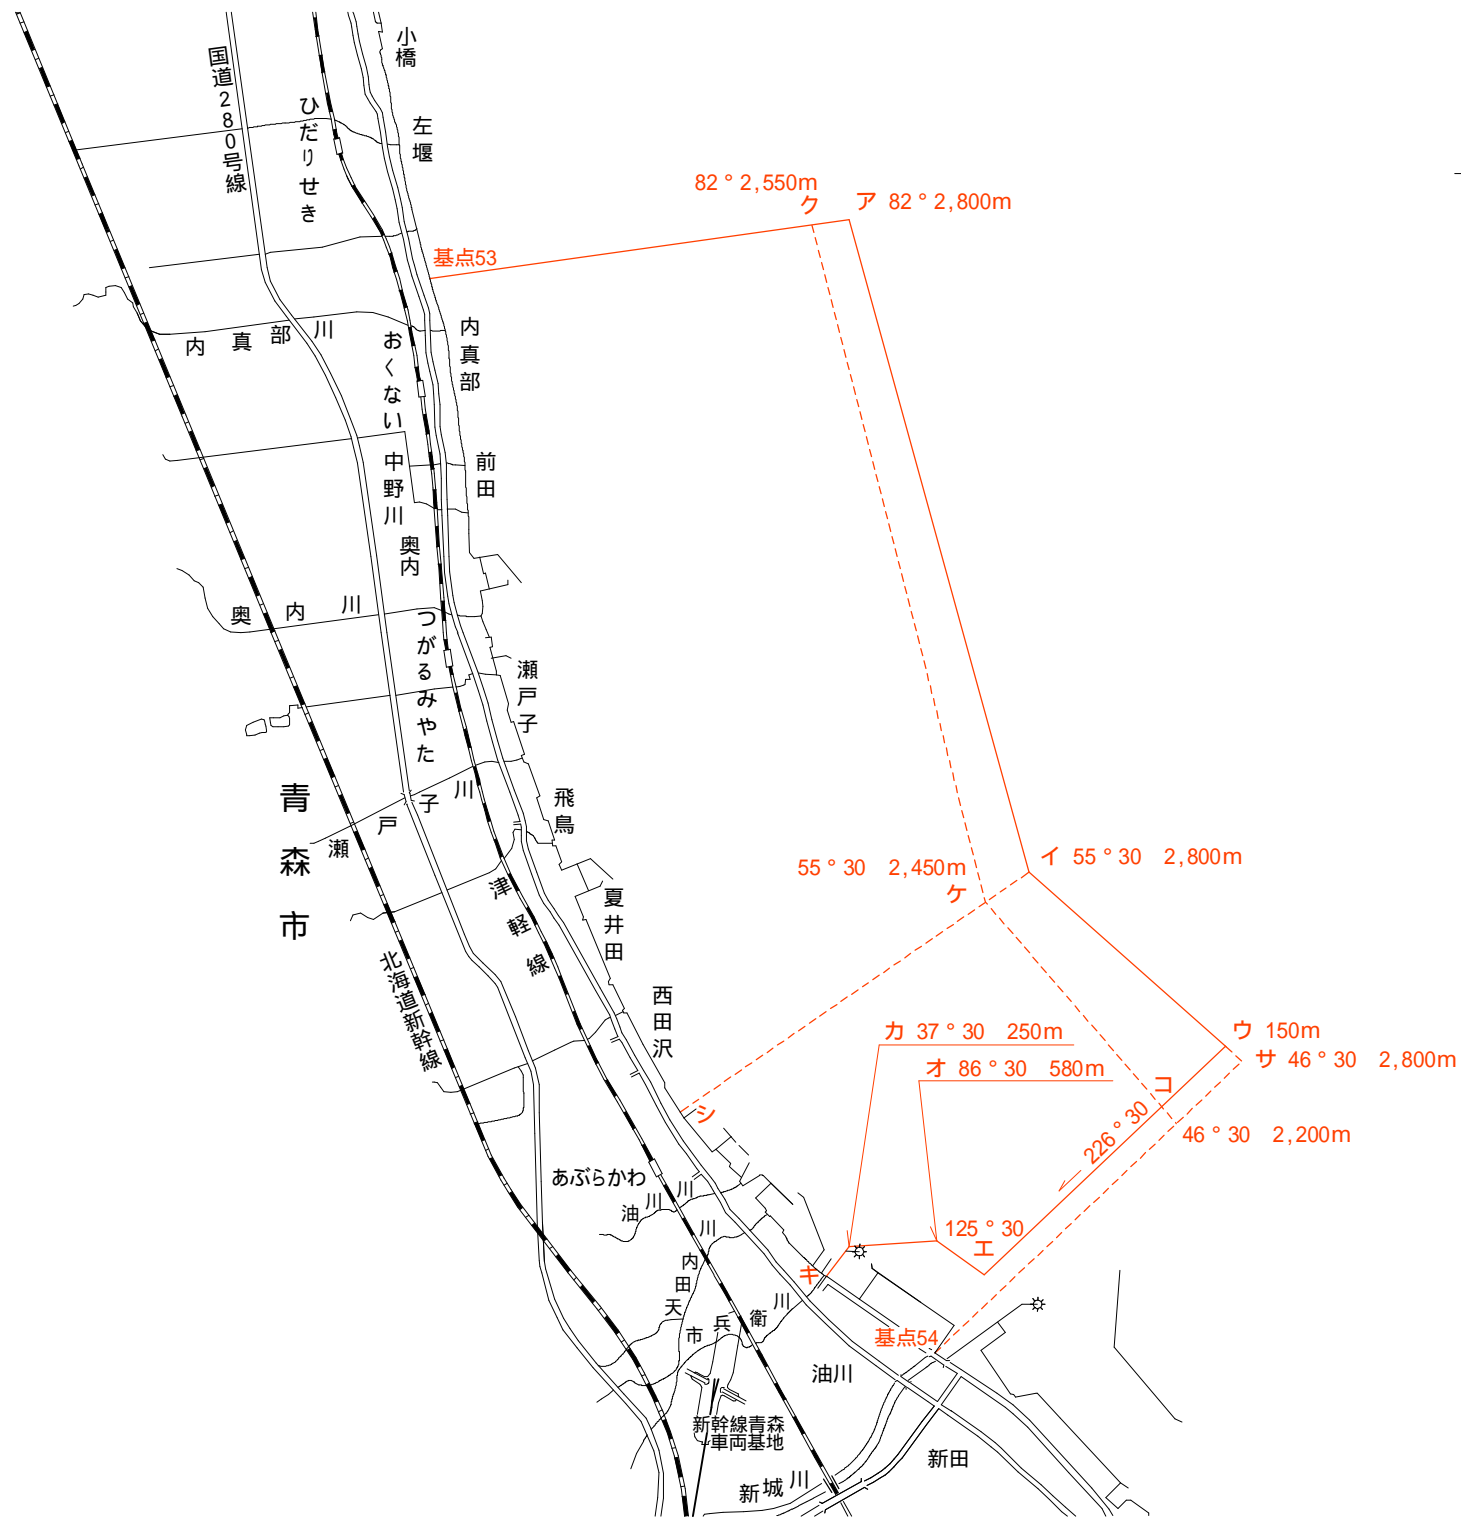 小橋
国道280号線
ひだりせき
左堰
82°2,550m
ク
ア 82°2,800m
基点53
内真部川
おくない
内真部
中野川
前田
奥内
奥内川
つがるみやた
瀬戸子
青森市
瀬戸子川
飛鳥
55°30 2,450m
ケ
イ 55°30 2,800m
津軽線
夏井田
北海道新幹線
西田沢
カ 37°30 250m
ウ 150m
サ 46°30 2,800m
オ 86°30 580m
コ
シ
226°30
46°30 2,200m
あぶらかわ
油川川
125°30
エ
キ
天田内川
市兵衛川
基点54
油川
新幹線青森
車両基地
新田
新城川